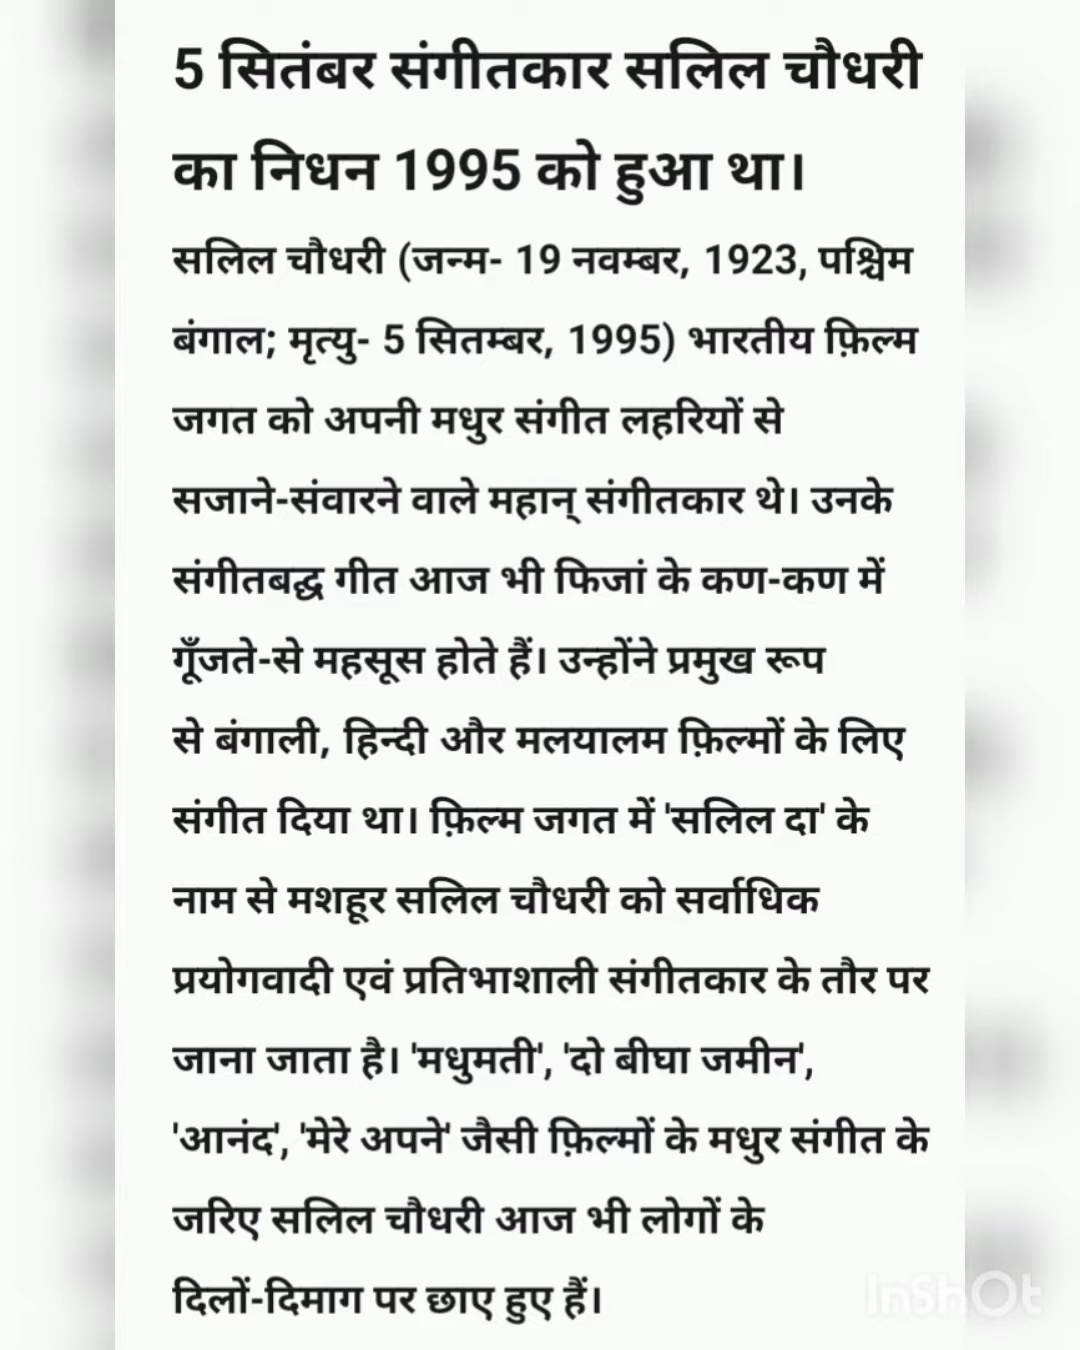 5 सितंबर संगीतकार सलिल चौधरी
का निधन 1995 को हुआ था।
सलिल चौधरी (जन्म- 19 नवम्बर, 1923, पश्चिम
बंगाल; मृत्यु- 5 सितम्बर, 1995) भारतीय फ़िल्म
जगत को अपनी मधुर संगीत लहरियों से
सजाने-संवारने वाले महान् संगीतकार थे। उनके
संगीतबद्ध गीत आज भी फिजां के कण-कण में
गूँजते-से महसूस होते हैं। उन्होंने प्रमुख रूप
से बंगाली, हिन्दी और मलयालम फ़िल्मों के लिए
संगीत दिया था। फ़िल्म जगत में 'सलिल दा' के
नाम से मशहूर सलिल चौधरी को सर्वाधिक
प्रयोगवादी एवं प्रतिभाशाली संगीतकार के तौर पर
जाना जाता है। 'मधुमती', 'दो बीघा जमीन',
'आनंद', 'मेरे अपने' जैसी फ़िल्मों के मधुर संगीत के
जरिए सलिल चौधरी आज भी लोगों के
दिलों-दिमाग पर छाए हुए हैं।
InShOt